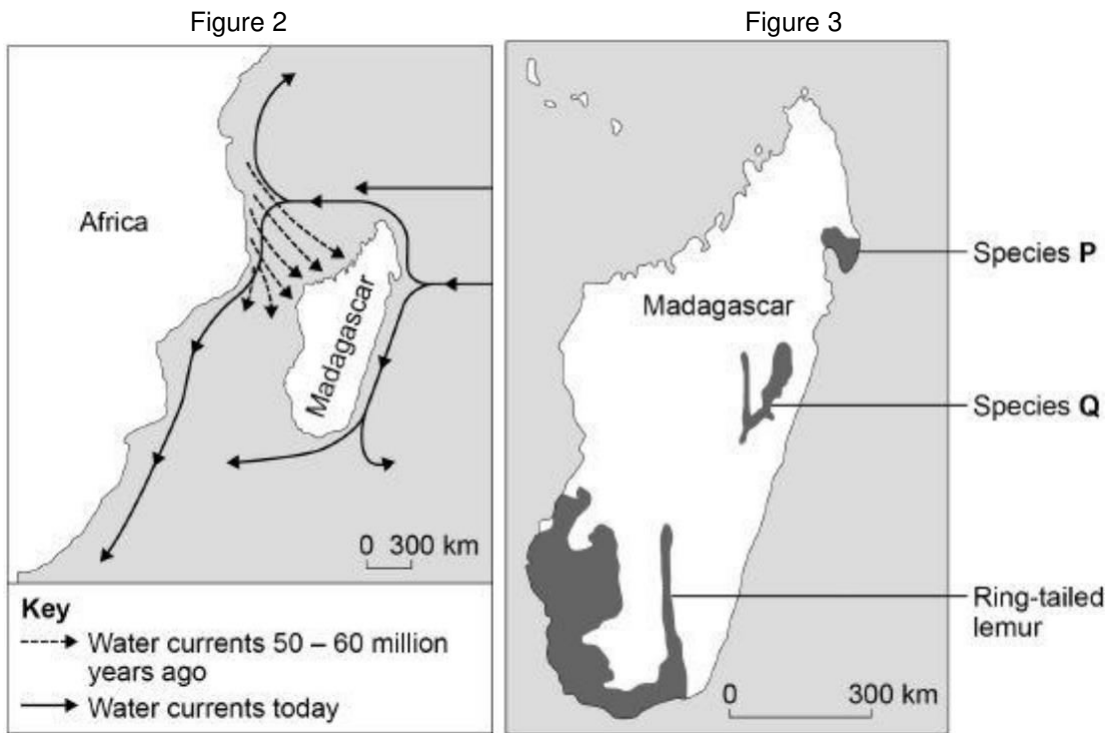 Figure 2
Africa
Madagascar
0 300 km
Key
Water currents 50 – 60 million
years ago
Water currents today
Figure 3
Madagascar
Species P
Species Q
Ring-tailed
lemur
0 300 km